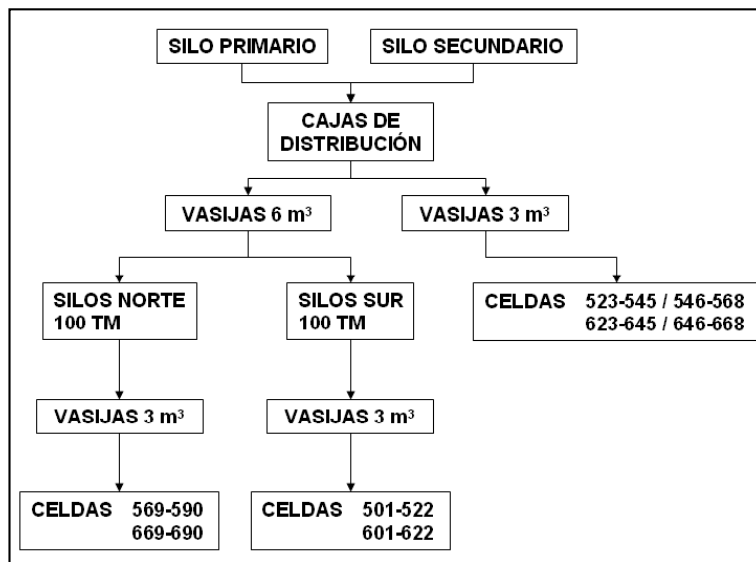 SILO PRIMARIO
SILO SECUNDARIO
CAJAS DE
DISTRIBUCIÓN
VASIJAS 6 m³
VASIJAS 3 m³
SILOS NORTE
100 TM
SILOS SUR
100 TM
CELDAS 523-545 / 546-568
623-645 / 646-668
VASIJAS 3 m³
VASIJAS 3 m³
CELDAS 569-590
669-690
CELDAS 501-522
601-622